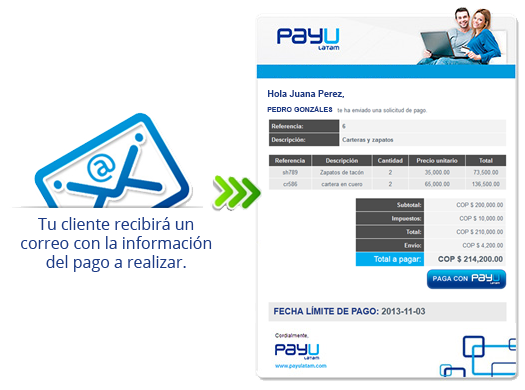 Tu cliente recibirá un
correo con la información
del pago a realizar.
PayU
LATAM
Hola Juana Perez,
PEDRO GONZÁLES te ha enviado una solicitud de pago.
Referencia: 6
Descripción: Carteras y zapatos
Referencia Descripción Cantidad Precio unitario Total
sh789 Zapatos de tacón 2 35,000.00 73,500.00
cr586 cartera en cuero 2 65,000.00 136,500.00
Subtotal: COP $ 200,000.00
Impuestos: COP $ 10,000.00
Total: COP $ 210,000.00
Envío: COP $ 4,200.00
Total a pagar: COP $ 214,200.00
PAGA CON PayU
LATAM
FECHA LÍMITE DE PAGO: 2013-11-03
Cordialmente,
PayU
LATAM
www.payulatam.com